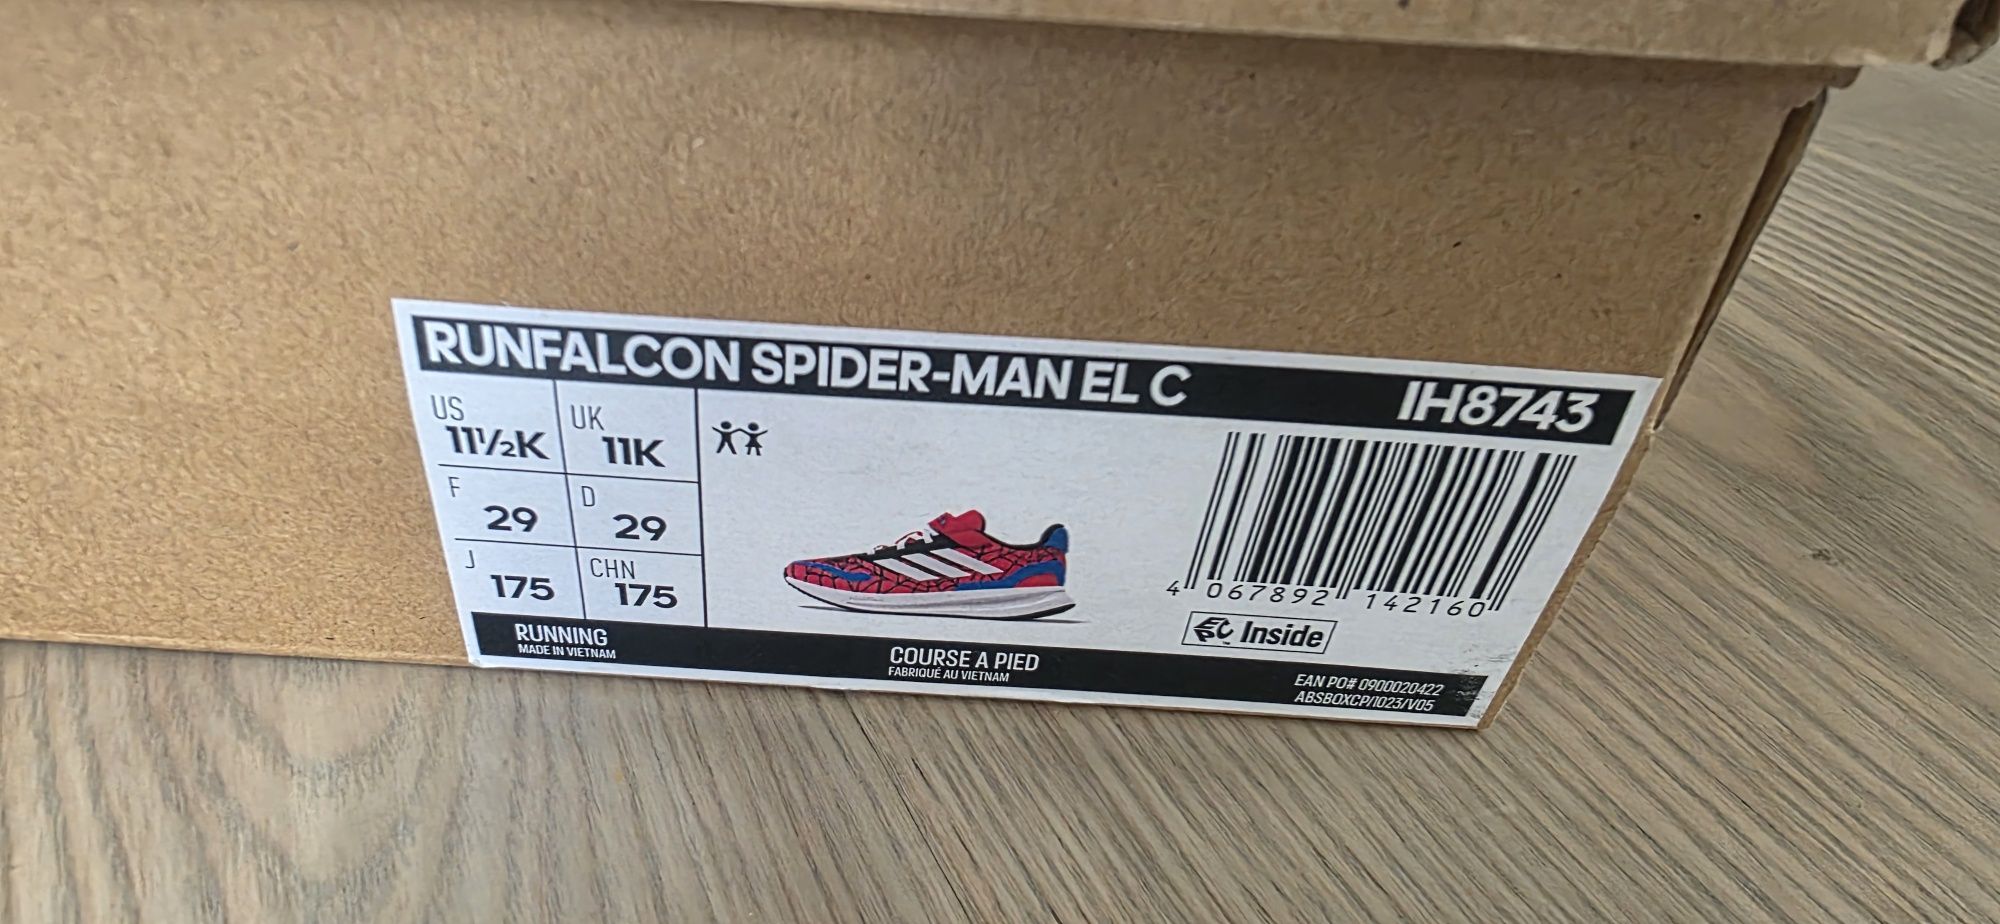 RUNFALCON SPIDER-MAN EL C IH8743
US 11½K UK 11K
F 29 D 29
J 175 CHN 175
4 067892 142160
EPC™ Inside
RUNNING
MADE IN VIETNAM
COURSE A PIED
FABRIQUÉ AU VIETNAM
EAN PO# 0900020422
ABSBOXCP/1023/V05